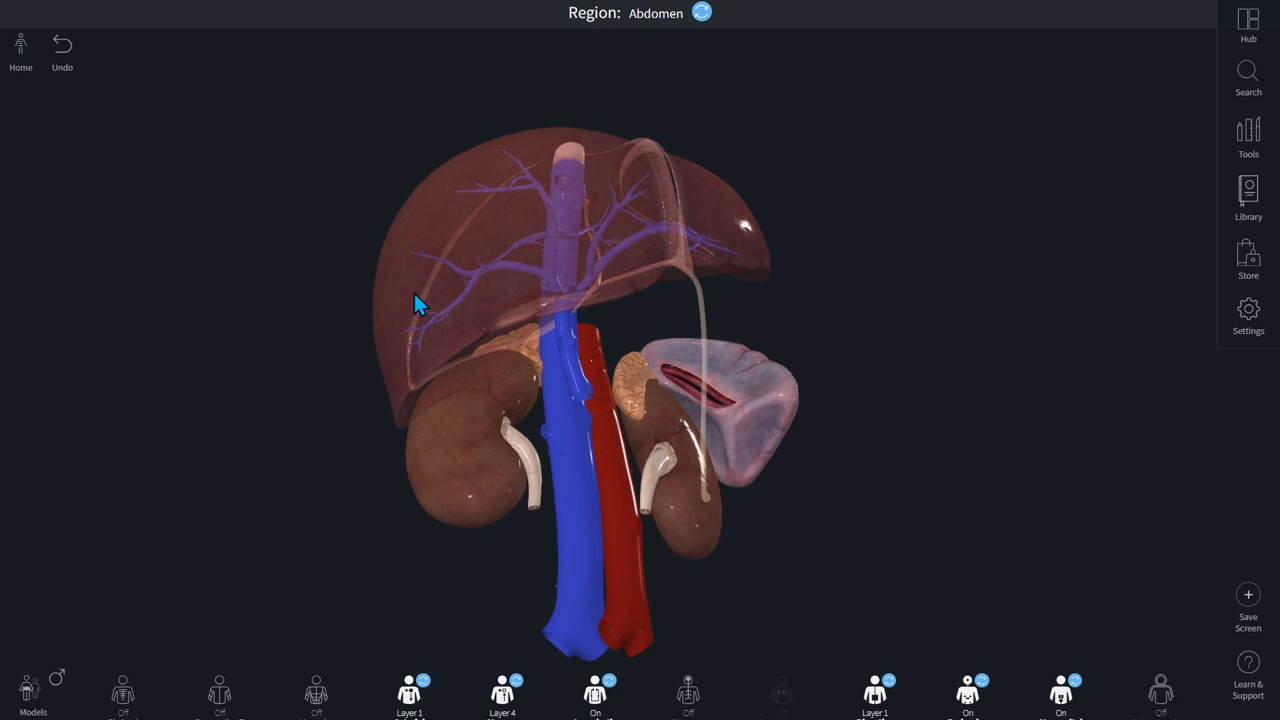 Region: Abdomen
Home
Undo
Hub
Search
Tools
Library
Store
Settings
Save
Screen
Learn &
Support
Models
Off
Off
Off
Layer 1
Layer 4
On
Off
Off
Layer 1
On
On
Off